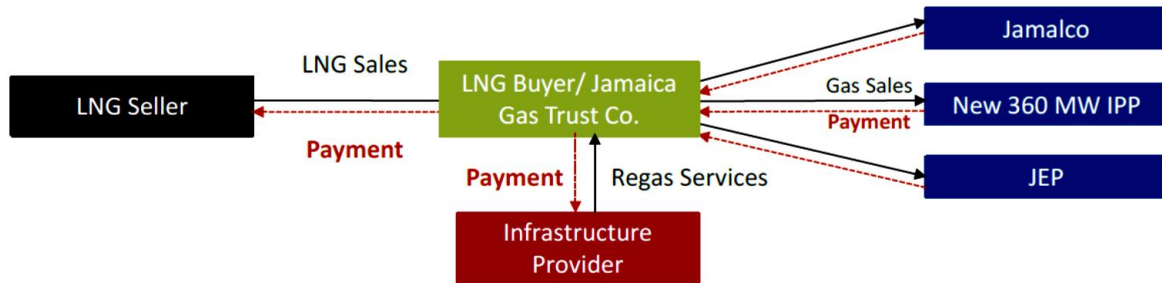 Jamalco
LNG Sales
LNG Seller
Payment
LNG Buyer/ Jamaica
Gas Trust Co.
Gas Sales
Payment
New 360 MW IPP
JEP
Payment
Regas Services
Infrastructure
Provider